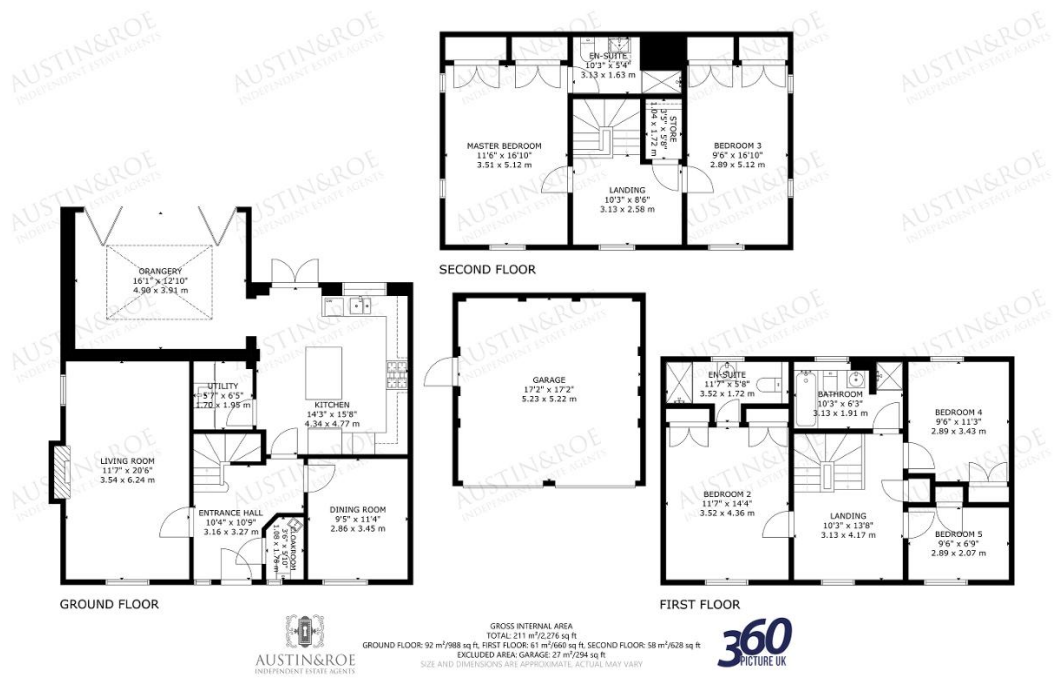 EN-SUITE
10'3" x 5'4"
3.13 x 1.63 m
MASTER BEDROOM
11'6" x 16'10"
3.51 x 5.12 m
STORE
3'5" x 5'8"
1.04 x 1.72 m
BEDROOM 3
9'6" x 16'10"
2.89 x 5.12 m
LANDING
10'3" x 8'6"
3.13 x 2.58 m
SECOND FLOOR
ORANGERY
16'1" x 12'10"
4.90 x 3.91 m
UTILITY
5'7" x 6'5"
1.70 x 1.95 m
KITCHEN
14'3" x 15'8"
4.34 x 4.77 m
LIVING ROOM
11'7" x 20'6"
3.54 x 6.24 m
ENTRANCE HALL
10'4" x 10'9"
3.16 x 3.27 m
CLOAKROOM
3'6" x 5'10"
1.08 x 1.78 m
DINING ROOM
9'5" x 11'4"
2.86 x 3.45 m
GROUND FLOOR
GARAGE
17'2" x 17'2"
5.23 x 5.22 m
EN-SUITE
11'7" x 5'8"
3.52 x 1.72 m
BATHROOM
10'3" x 6'3"
3.13 x 1.91 m
BEDROOM 4
9'6" x 11'3"
2.89 x 3.43 m
BEDROOM 2
11'7" x 14'4"
3.52 x 4.36 m
LANDING
10'3" x 13'8"
3.13 x 4.17 m
BEDROOM 5
9'6" x 6'9"
2.89 x 2.07 m
FIRST FLOOR
AUSTIN&ROE
INDEPENDENT ESTATE AGENTS
GROSS INTERNAL AREA
TOTAL: 211 m²/2,276 sq ft
GROUND FLOOR: 92 m²/988 sq ft, FIRST FLOOR: 61 m²/660 sq ft, SECOND FLOOR: 58 m²/628 sq ft
EXCLUDED AREA: GARAGE: 27 m²/294 sq ft
SIZE AND DIMENSIONS ARE APPROXIMATE, ACTUAL MAY VARY
360
PICTURE UK